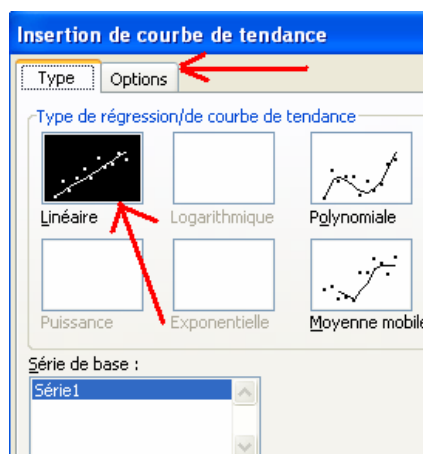 Insertion de courbe de tendance
Type Options
Type de régression/de courbe de tendance
Linéaire Logarithmique Polynomiale
Puissance Exponentielle Moyenne mobile
Série de base :
Série1